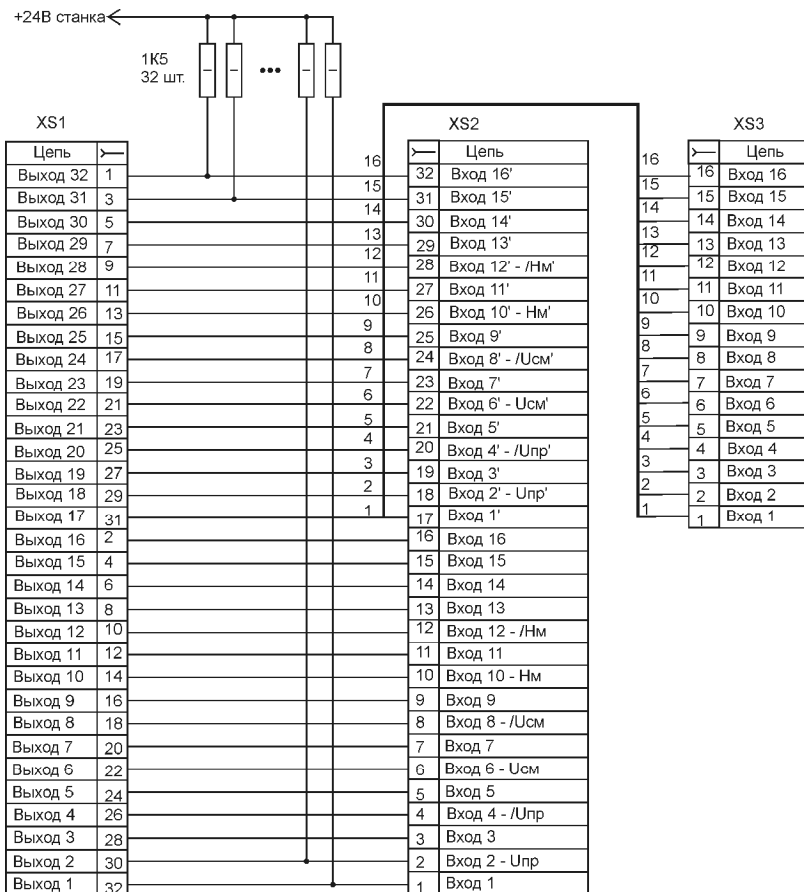 +24В станка
1К5
32 шт.
XS1
Цепь
Выход 32 1
Выход 31 3
Выход 30 5
Выход 29 7
Выход 28 9
Выход 27 11
Выход 26 13
Выход 25 15
Выход 24 17
Выход 23 19
Выход 22 21
Выход 21 23
Выход 20 25
Выход 19 27
Выход 18 29
Выход 17 31
Выход 16 2
Выход 15 4
Выход 14 6
Выход 13 8
Выход 12 10
Выход 11 12
Выход 10 14
Выход 9 16
Выход 8 18
Выход 7 20
Выход 6 22
Выход 5 24
Выход 4 26
Выход 3 28
Выход 2 30
Выход 1 32
16
15
14
13
12
11
10
9
8
7
6
5
4
3
2
1
XS2
Цепь
32 Вход 16'
31 Вход 15'
30 Вход 14'
29 Вход 13'
28 Вход 12' - /Нм'
27 Вход 11'
26 Вход 10' - Нм'
25 Вход 9'
24 Вход 8' - /Uсм'
23 Вход 7'
22 Вход 6' - Uсм'
21 Вход 5'
20 Вход 4' - /Uпр'
19 Вход 3'
18 Вход 2' - Uпр'
17 Вход 1'
16 Вход 16
15 Вход 15
14 Вход 14
13 Вход 13
12 Вход 12 - /Нм
11 Вход 11
10 Вход 10 - Нм
9 Вход 9
8 Вход 8 - /Uсм
7 Вход 7
6 Вход 6 - Uсм
5 Вход 5
4 Вход 4 - /Uпр
3 Вход 3
2 Вход 2 - Uпр
1 Вход 1
16
15
14
13
12
11
10
9
8
7
6
5
4
3
2
1
XS3
Цепь
16 Вход 16
15 Вход 15
14 Вход 14
13 Вход 13
12 Вход 12
11 Вход 11
10 Вход 10
9 Вход 9
8 Вход 8
7 Вход 7
6 Вход 6
5 Вход 5
4 Вход 4
3 Вход 3
2 Вход 2
1 Вход 1